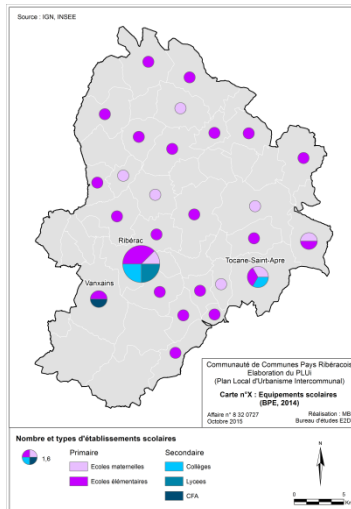 Source : IGN, INSEE
Ribérac
Tocane-Saint-Apre
Vanxains
Communauté de Communes Pays Ribéracois
Elaboration du PLUi
(Plan Local d'Urbanisme Intercommunal)
Carte n°X : Equipements scolaires
(BPE, 2014)
Affaire n° 8 32 0727
Réalisation : MB
Octobre 2015
Bureau d'études E2D
Nombre et types d'établissements scolaires
1,6
Primaire
Ecoles maternelles
Ecoles élémentaires
Secondaire
Collèges
Lycees
CFA
N
0
5